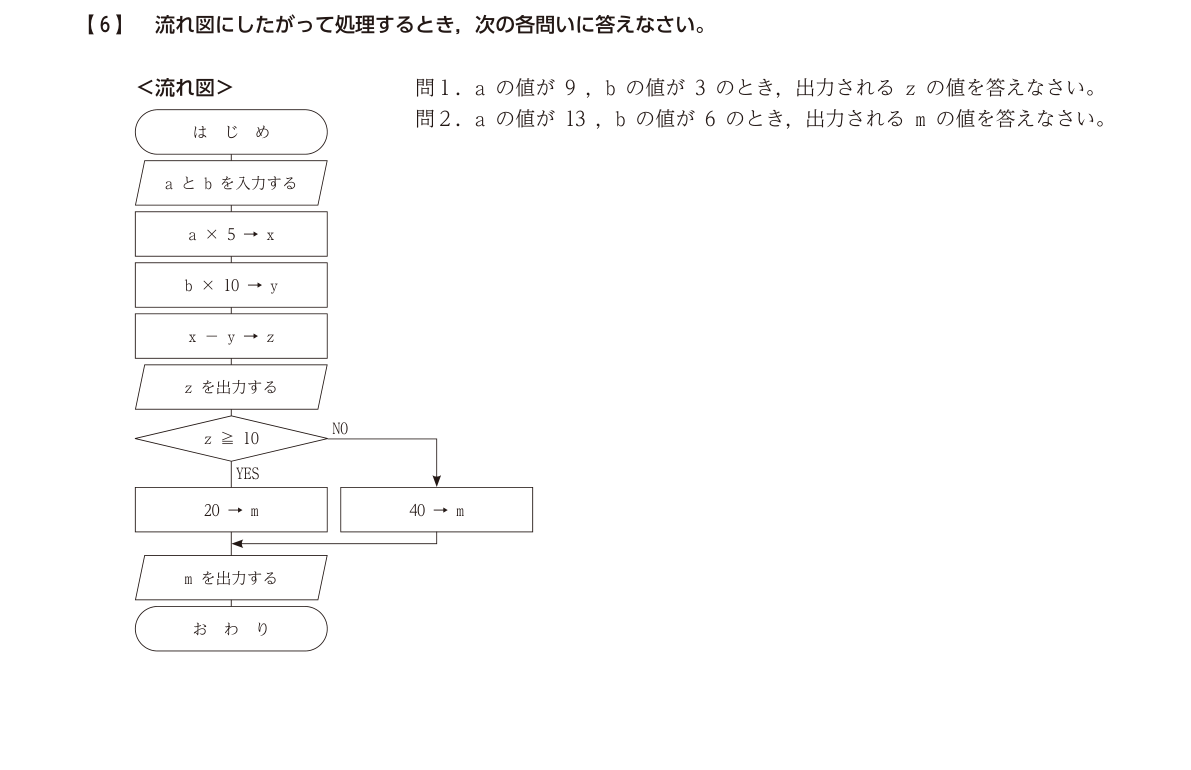 【6】 流れ図にしたがって処理するとき，次の各問いに答えなさい。
＜流れ図＞
問１．a の値が 9 ，b の値が 3 のとき，出力される z の値を答えなさい。
問２．a の値が 13 ，b の値が 6 のとき，出力される m の値を答えなさい。
は じ め
a と b を入力する
a × 5 → x
b × 10 → y
x － y → z
z を出力する
z ≧ 10
NO
YES
20 → m
40 → m
m を出力する
お わ り